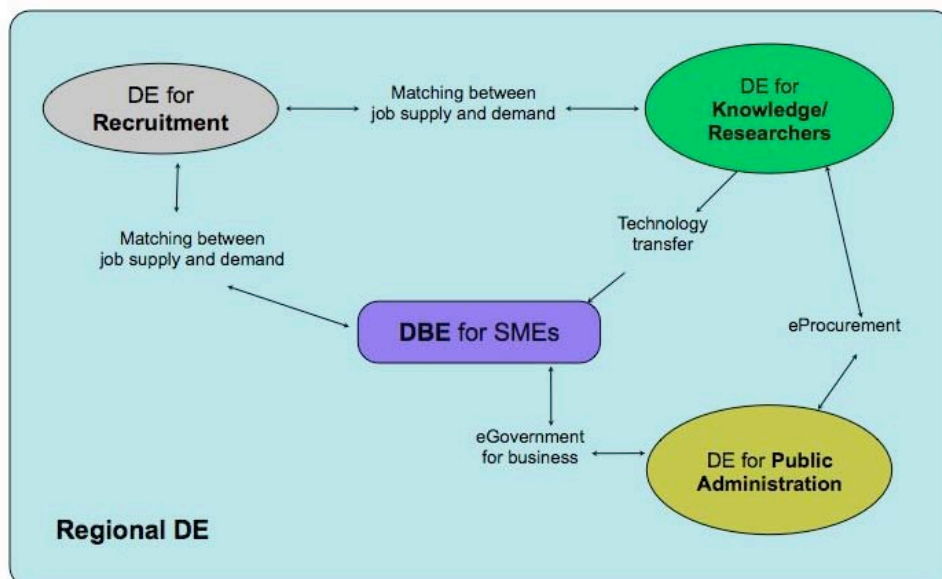 DE for
Recruitment
Matching between
job supply and demand
DE for
Knowledge/
Researchers
Matching between
job supply and demand
Technology
transfer
DBE for SMEs
eProcurement
eGovernment
for business
DE for Public
Administration
Regional DE